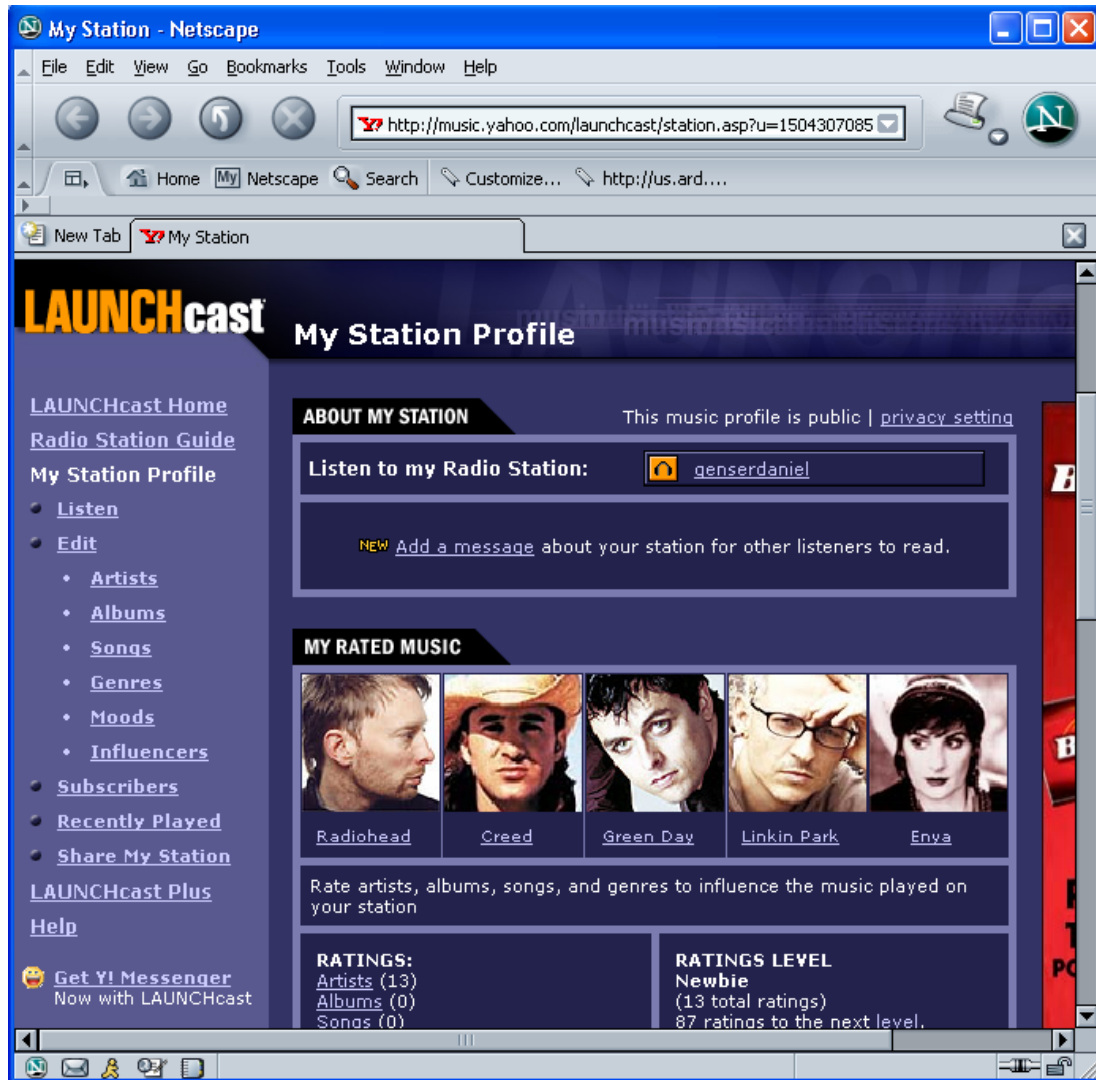 My Station - Netscape
File Edit View Go Bookmarks Tools Window Help
http://music.yahoo.com/launchcast/station.asp?u=1504307085
Home My Netscape Search Customize... http://us.ard....
New Tab Y! My Station
LAUNCHcast
My Station Profile
LAUNCHcast Home
Radio Station Guide
My Station Profile
Listen
Edit
Artists
Albums
Songs
Genres
Moods
Influencers
Subscribers
Recently Played
Share My Station
LAUNCHcast Plus
Help
Get Y! Messenger
Now with LAUNCHcast
ABOUT MY STATION
This music profile is public | privacy setting
Listen to my Radio Station: genserdaniel
NEW Add a message about your station for other listeners to read.
MY RATED MUSIC
Radiohead Creed Green Day Linkin Park Enya
Rate artists, albums, songs, and genres to influence the music played on
your station
RATINGS:
Artists (13)
Albums (0)
Songs (0)
RATINGS LEVEL
Newbie
(13 total ratings)
87 ratings to the next level.